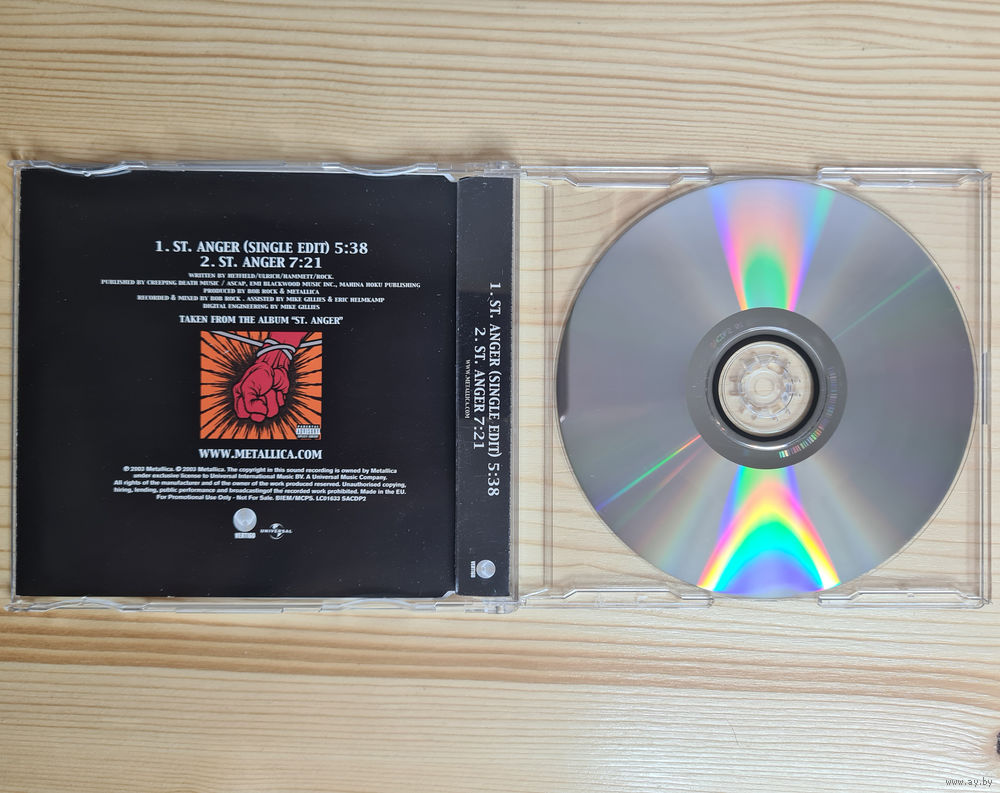 1. ST. ANGER (SINGLE EDIT) 5:38
2. ST. ANGER 7:21
WRITTEN BY HETFIELD/ULRICH/HAMMETT/ROCK.
PUBLISHED BY CREEPING DEATH MUSIC / ASCAP, EMI BLACKWOOD MUSIC INC., MAHINA HOKU PUBLISHING
PRODUCED BY BOB ROCK & METALLICA
RECORDED & MIXED BY BOB ROCK . ASSISTED BY MIKE GILLIES & ERIC HELMKAMP
DIGITAL ENGINEERING BY MIKE GILLIES
TAKEN FROM THE ALBUM "ST. ANGER"
PARENTAL
ADVISORY
EXPLICIT CONTENT
WWW.METALLICA.COM
℗ 2003 Metallica. © 2003 Metallica. The copyright in this sound recording is owned by Metallica
under exclusive license to Universal International Music BV. A Universal Music Company.
All rights of the manufacturer and of the owner of the work produced reserved. Unauthorised copying,
hiring, lending, public performance and broadcastingof the recorded work prohibited. Made in the EU.
For Promotional Use Only - Not For Sale. BIEM/MCPS. LC01633 SACDP2
VERTIGO
UNIVERSAL
1. ST. ANGER (SINGLE EDIT) 5:38
2. ST. ANGER 7:21
WWW.METALLICA.COM
VERTIGO
www.ay.by